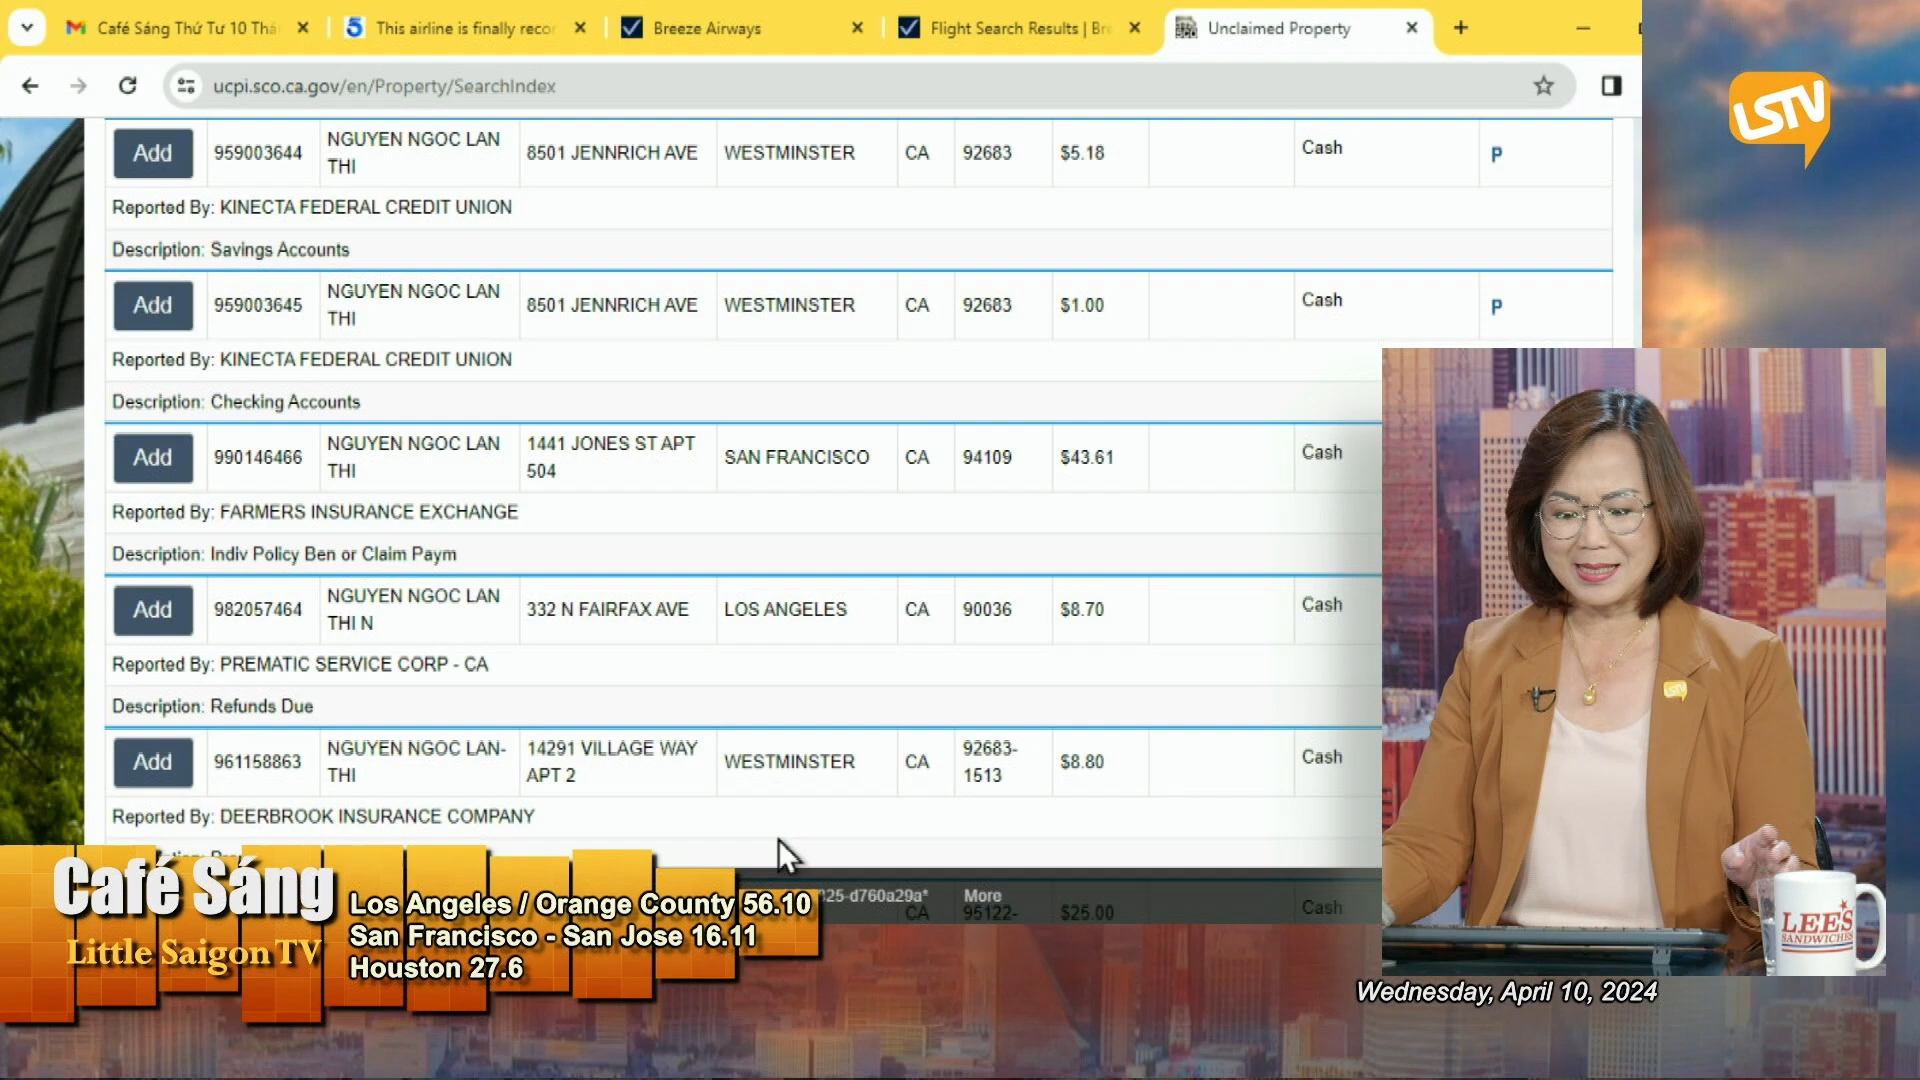 Café Sáng Thứ Tư 10 Thá
This airline is finally recor
Breeze Airways
Flight Search Results | Bre
Unclaimed Property
ucpi.sco.ca.gov/en/Property/SearchIndex
LSTV
Add 959003644 NGUYEN NGOC LAN THI 8501 JENNRICH AVE WESTMINSTER CA 92683 $5.18 Cash P
Reported By: KINECTA FEDERAL CREDIT UNION
Description: Savings Accounts
Add 959003645 NGUYEN NGOC LAN THI 8501 JENNRICH AVE WESTMINSTER CA 92683 $1.00 Cash P
Reported By: KINECTA FEDERAL CREDIT UNION
Description: Checking Accounts
Add 990146466 NGUYEN NGOC LAN THI 1441 JONES ST APT 504 SAN FRANCISCO CA 94109 $43.61 Cash
Reported By: FARMERS INSURANCE EXCHANGE
Description: Indiv Policy Ben or Claim Paym
Add 982057464 NGUYEN NGOC LAN THI N 332 N FAIRFAX AVE LOS ANGELES CA 90036 $8.70 Cash
Reported By: PREMATIC SERVICE CORP - CA
Description: Refunds Due
Add 961158863 NGUYEN NGOC LAN-THI 14291 VILLAGE WAY APT 2 WESTMINSTER CA 92683-1513 $8.80 Cash
Reported By: DEERBROOK INSURANCE COMPANY
025-d760a29a* More
CA 95122- $25.00 Cash
Café Sáng
Little Saigon TV
Los Angeles / Orange County 56.10
San Francisco - San Jose 16.11
Houston 27.6
LEE'S
SANDWICHES
Wednesday, April 10, 2024